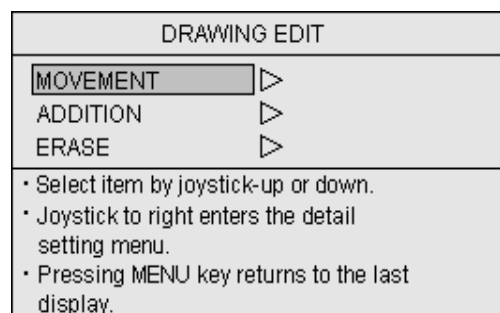 DRAWING EDIT
MOVEMENT
ADDITION
ERASE
· Select item by joystick-up or down.
· Joystick to right enters the detail
setting menu.
· Pressing MENU key returns to the last
display.